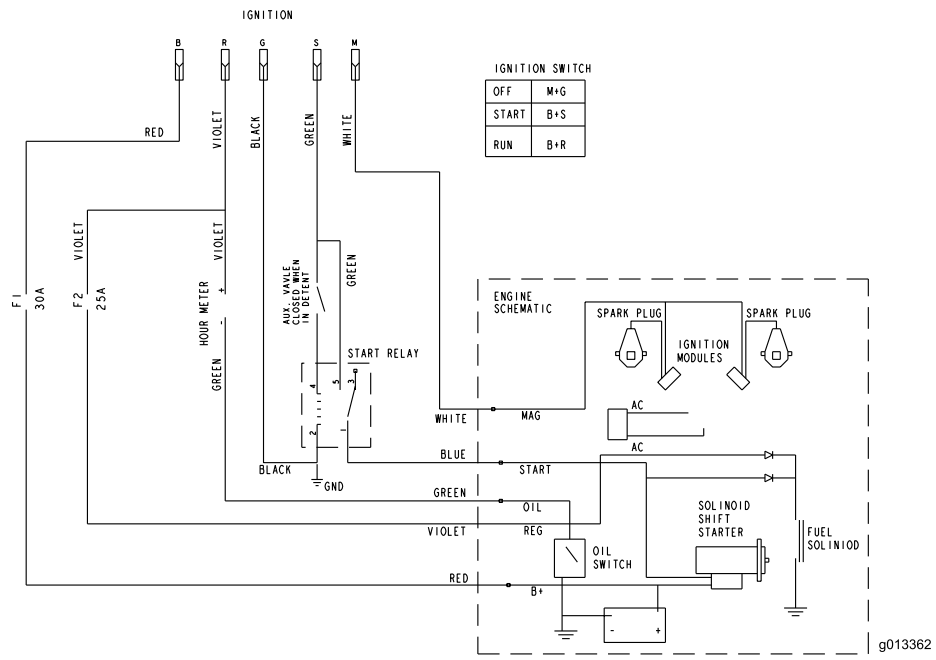 IGNITION
B R G S M
IGNITION SWITCH
OFF M+G
START B+S
RUN B+R
RED
VIOLET
BLACK
GREEN
WHITE
VIOLET
VIOLET
GREEN
F1
30A
F2
25A
HOUR METER
+
-
GREEN
AUX. VAVLE
CLOSED WHEN
IN DETENT
START RELAY
4 5 3
2 1
BLACK
GND
ENGINE
SCHEMATIC
SPARK PLUG
SPARK PLUG
IGNITION
MODULES
WHITE
MAG
AC
AC
BLUE
START
GREEN
OIL
VIOLET
REG
SOLINOID
SHIFT
STARTER
FUEL
SOLINIOD
OIL
SWITCH
RED
B+
- +
g013362